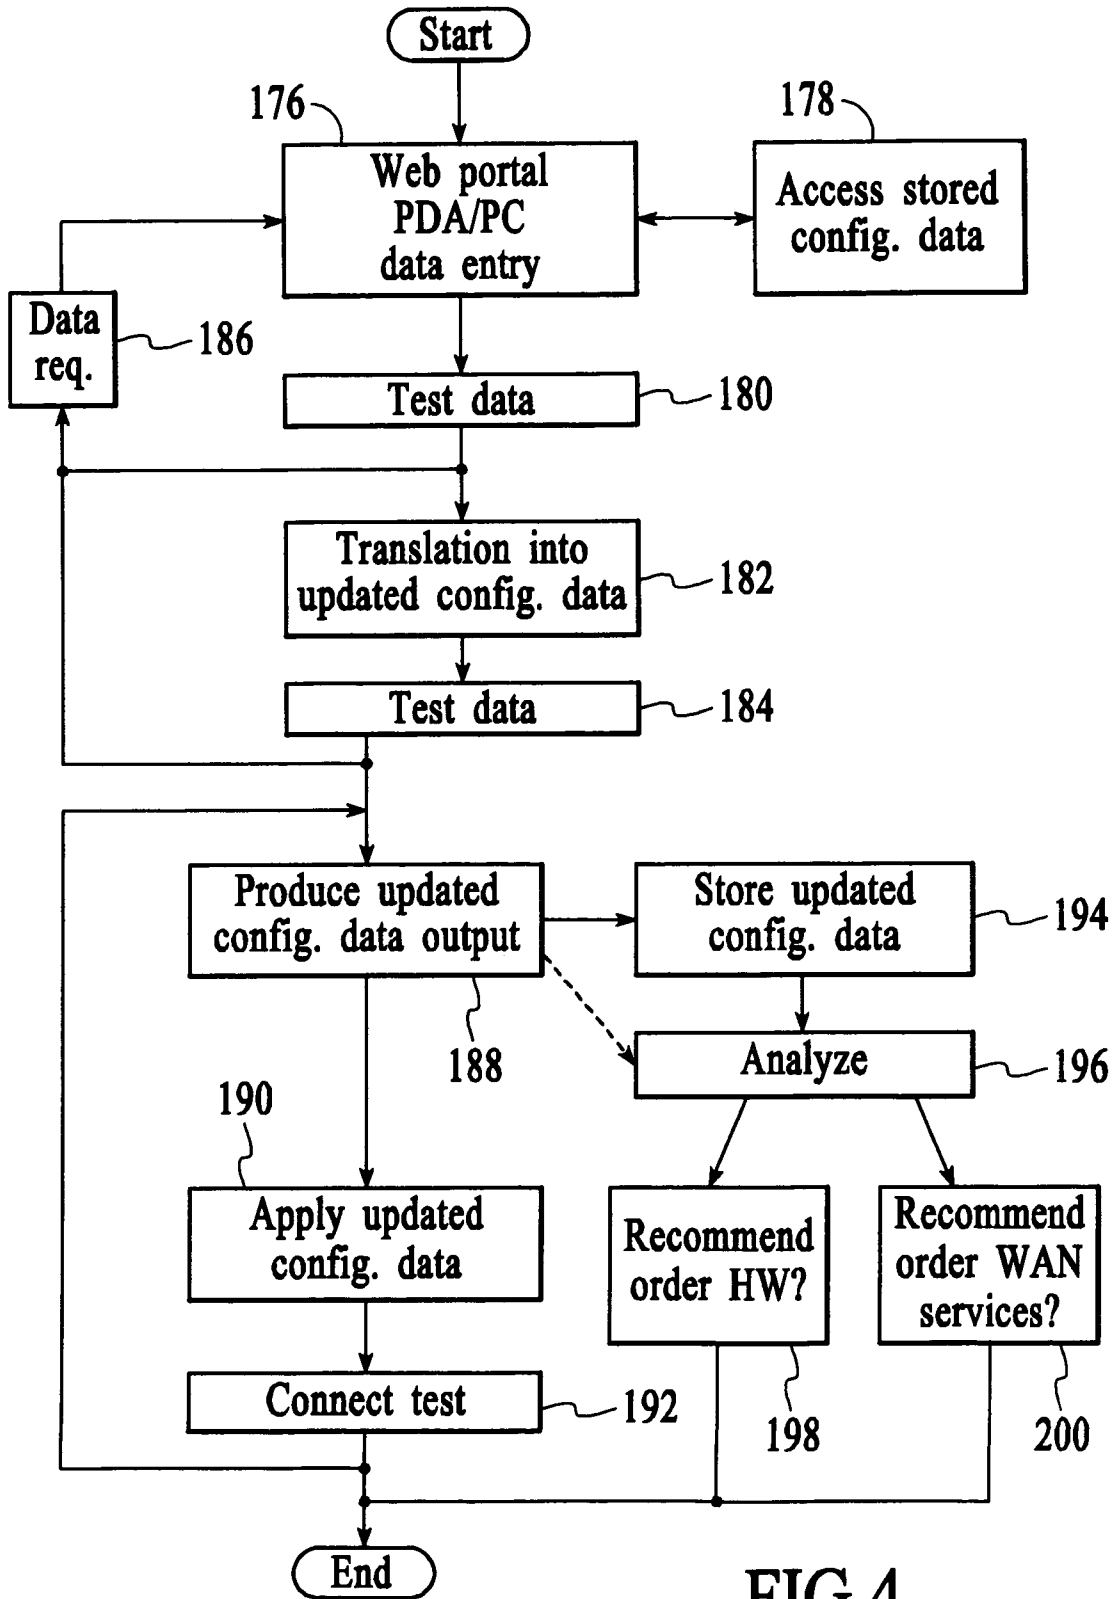 Start
176
178
Web portal
PDA/PC
data entry
Access stored
config. data
Data
req.
186
Test data
180
Translation into
updated config. data
182
Test data
184
Produce updated
config. data output
188
Store updated
config. data
194
Analyze
196
190
Apply updated
config. data
Recommend
order HW?
198
Recommend
order WAN
services?
200
Connect test
192
End
FIG.4